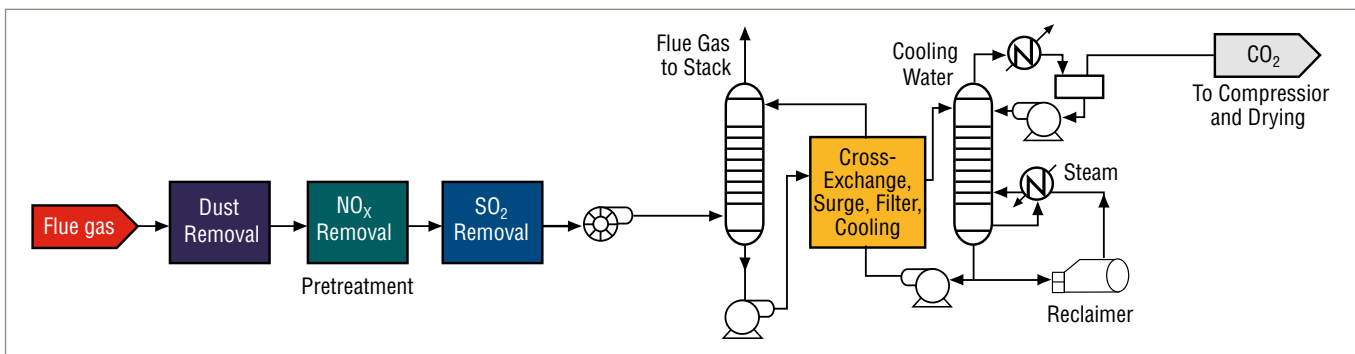 Flue gas
Dust
Removal
NOX
Removal
SO2
Removal
Pretreatment
Flue Gas
to Stack
Cross-
Exchange,
Surge, Filter,
Cooling
Cooling
Water
Steam
Reclaimer
CO2
To Compressior
and Drying